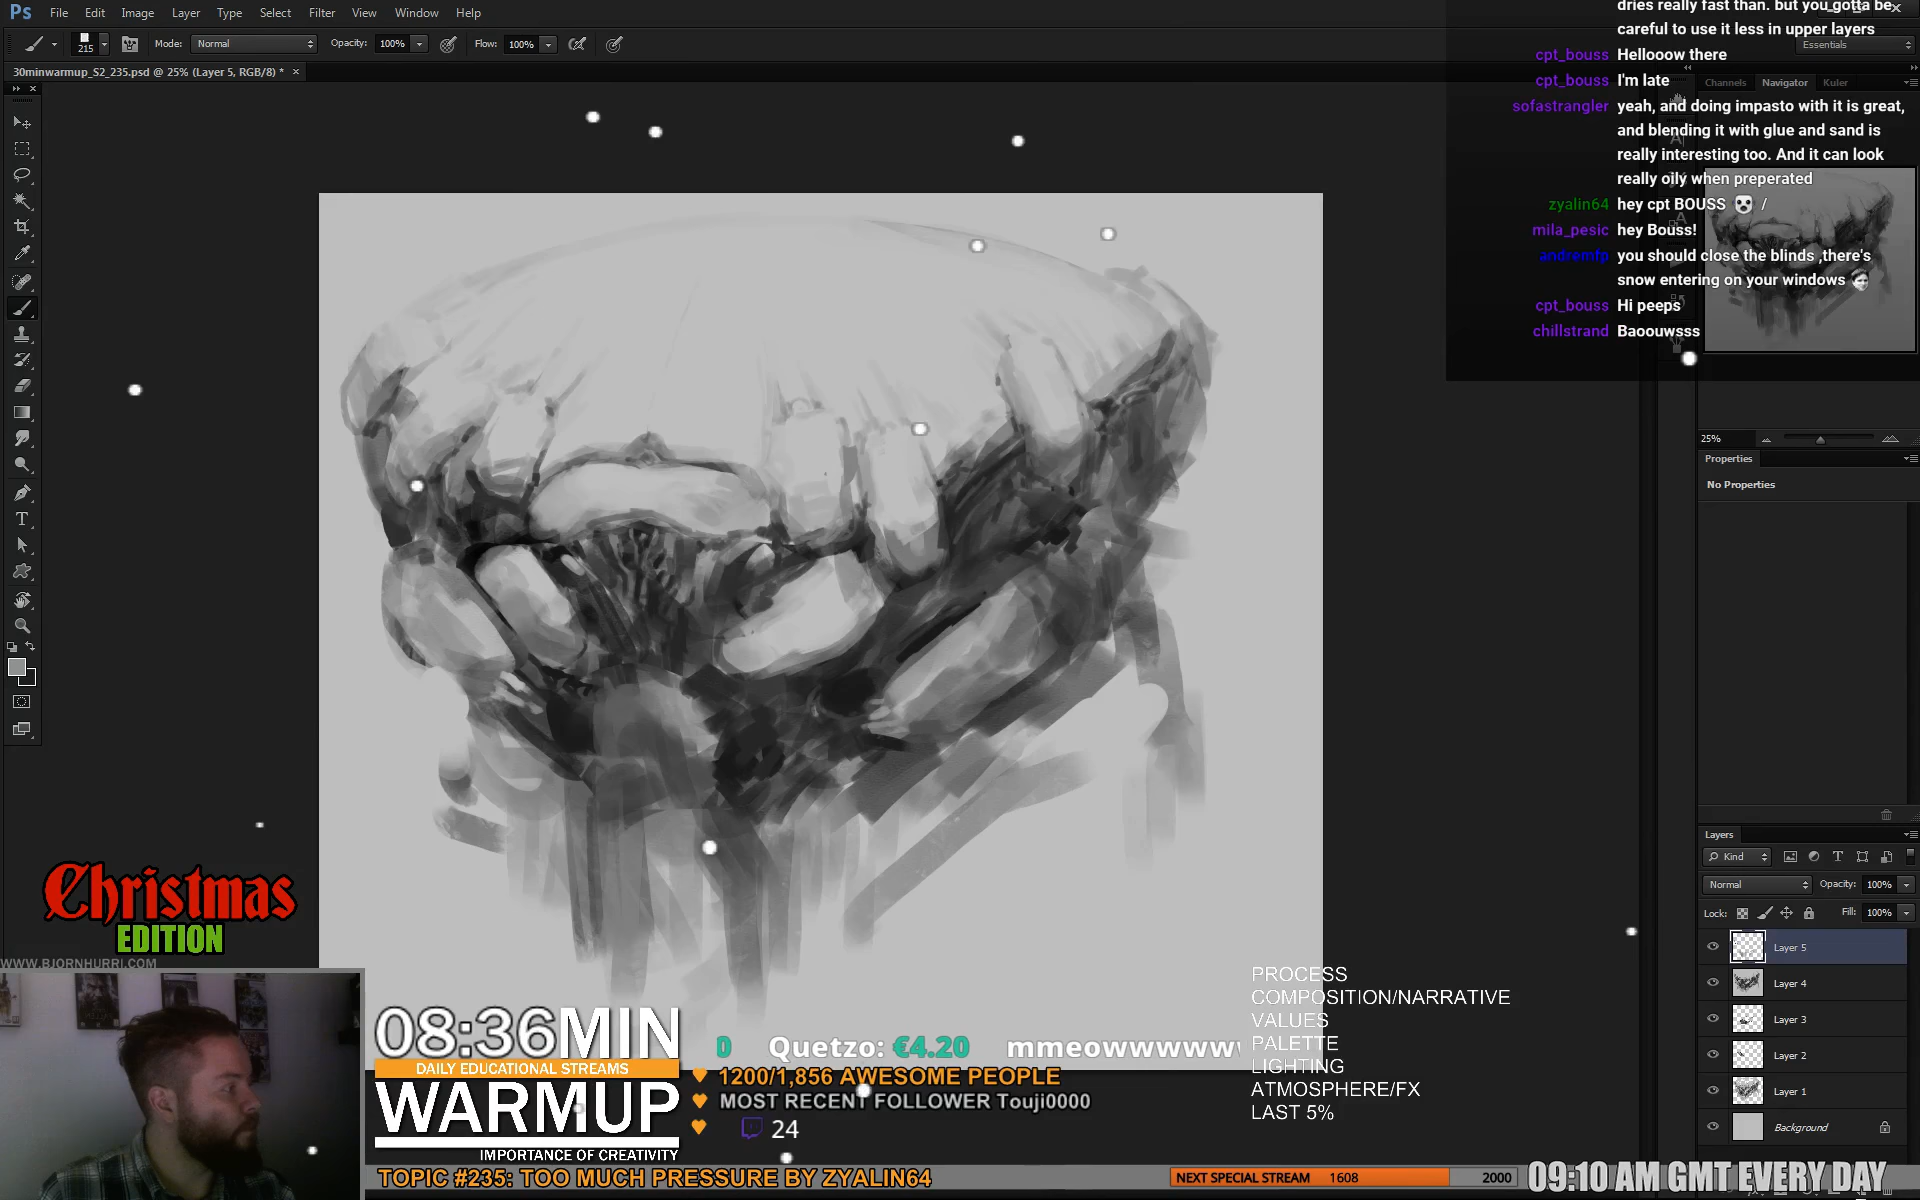 Ps File Edit Image Layer Type Select Filter View Window Help
215 Mode: Normal Opacity: 100% Flow: 100%
Essentials
30minwarmup_S2_235.psd @ 25% (Layer 5, RGB/8) * ×
dries really fast than. but you gotta be
careful to use it less in upper layers
cpt_bouss Hellooow there
cpt_bouss I'm late
sofastrangler yeah, and doing impasto with it is great,
and blending it with glue and sand is
really interesting too. And it can look
really oily when preperated
zyalin64 hey cpt BOUSS /
mila_pesic hey Bouss!
andremfp you should close the blinds ,there's
snow entering on your windows
cpt_bouss Hi peeps
chillstrand Baoouwsss
Channels Navigator Kuler
25%
Properties
No Properties
Layers
Kind
Normal Opacity: 100%
Lock: Fill: 100%
Layer 5
Layer 4
Layer 3
Layer 2
Layer 1
Background
Christmas
EDITION
WWW.BJORNHURRI.COM
08:36MIN
DAILY EDUCATIONAL STREAMS
WARMUP
IMPORTANCE OF CREATIVITY
0 Quetzo: €4.20 mmeowwwww
1200/1,856 AWESOME PEOPLE
MOST RECENT FOLLOWER Touji0000
24
PROCESS
COMPOSITION/NARRATIVE
VALUES
PALETTE
LIGHTING
ATMOSPHERE/FX
LAST 5%
TOPIC #235: TOO MUCH PRESSURE BY ZYALIN64
NEXT SPECIAL STREAM 1608 2000
09:10 AM GMT EVERY DAY